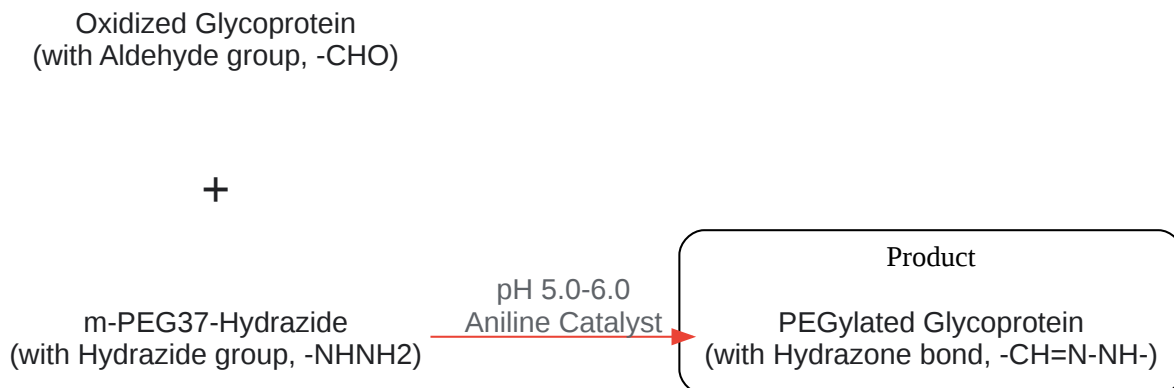 Oxidized Glycoprotein
(with Aldehyde group, -CHO)
+
m-PEG37-Hydrazide
(with Hydrazide group, -NHNH2)
pH 5.0-6.0
Aniline Catalyst
Product
PEGylated Glycoprotein
(with Hydrazone bond, -CH=N-NH-)